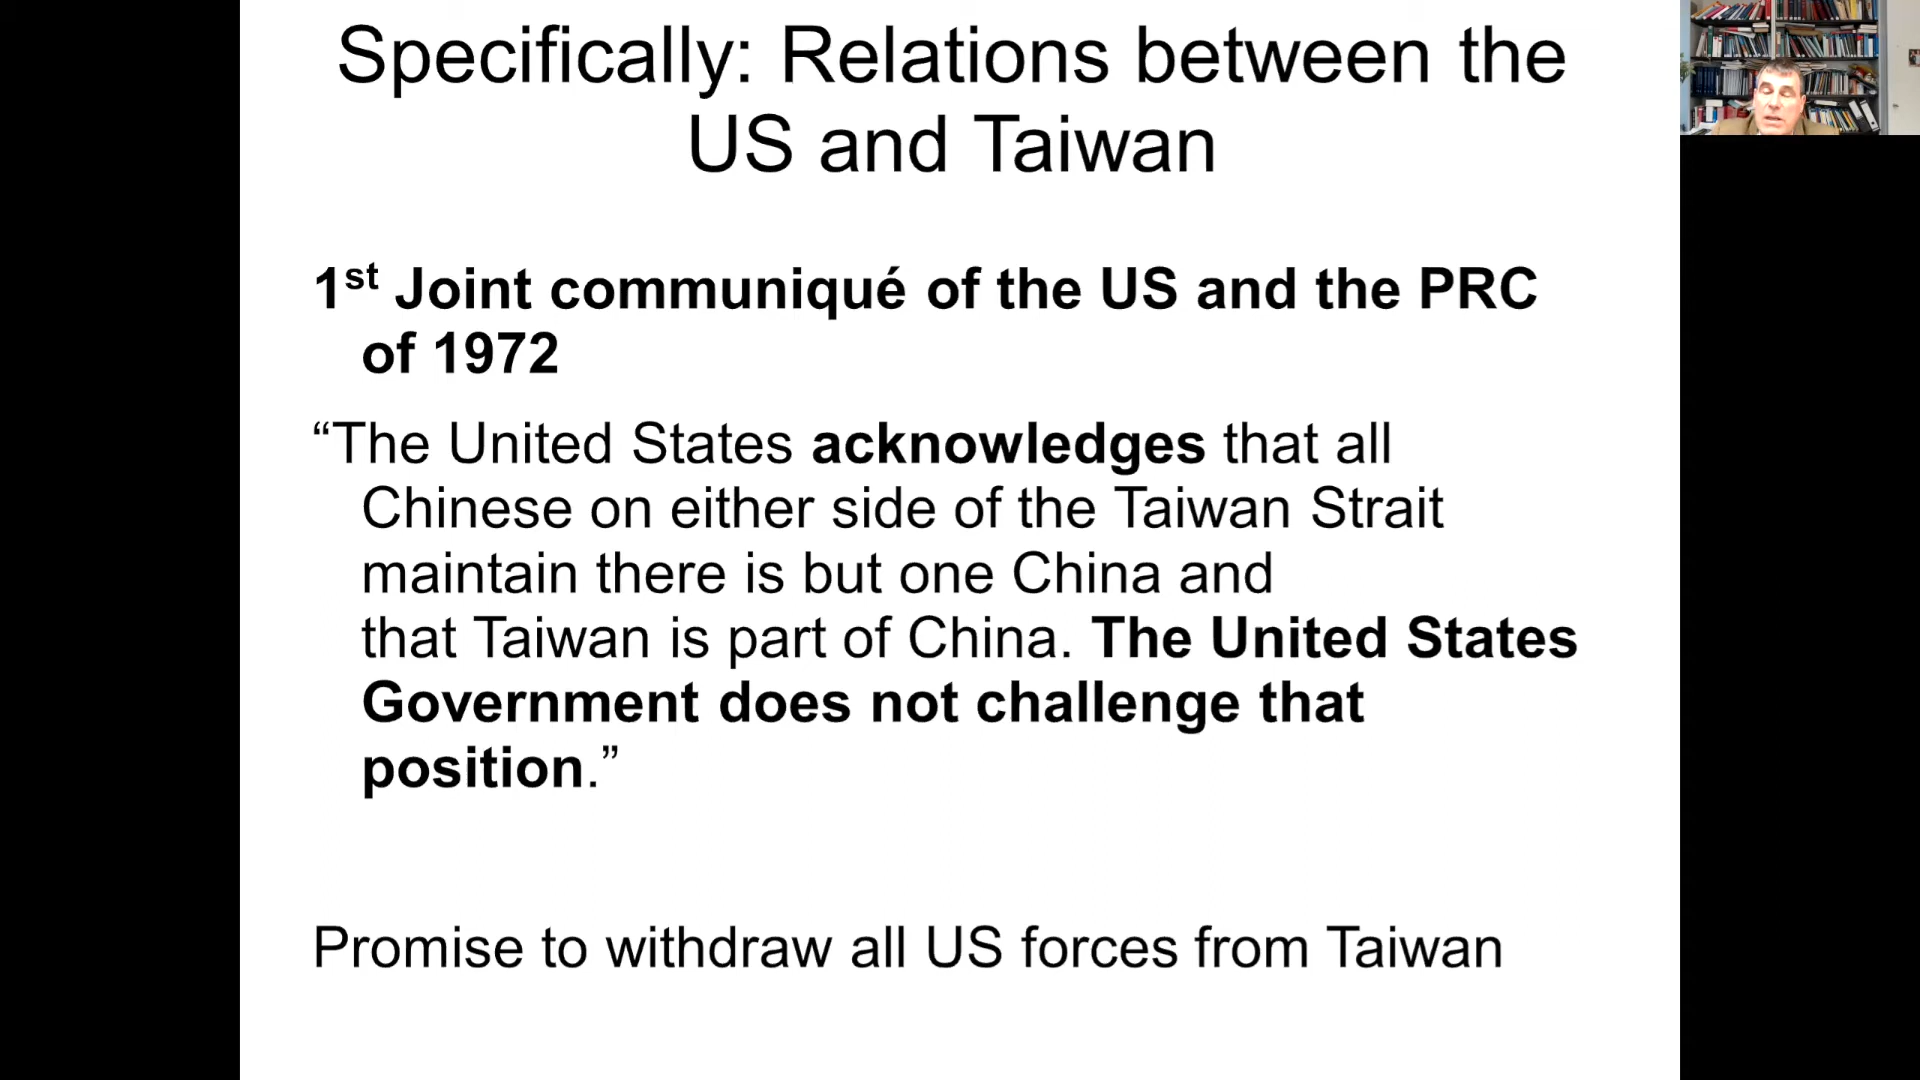 Specifically: Relations between the
US and Taiwan
1st Joint communiqué of the US and the PRC
of 1972
“The United States acknowledges that all
Chinese on either side of the Taiwan Strait
maintain there is but one China and
that Taiwan is part of China. The United States
Government does not challenge that
position.”
Promise to withdraw all US forces from Taiwan